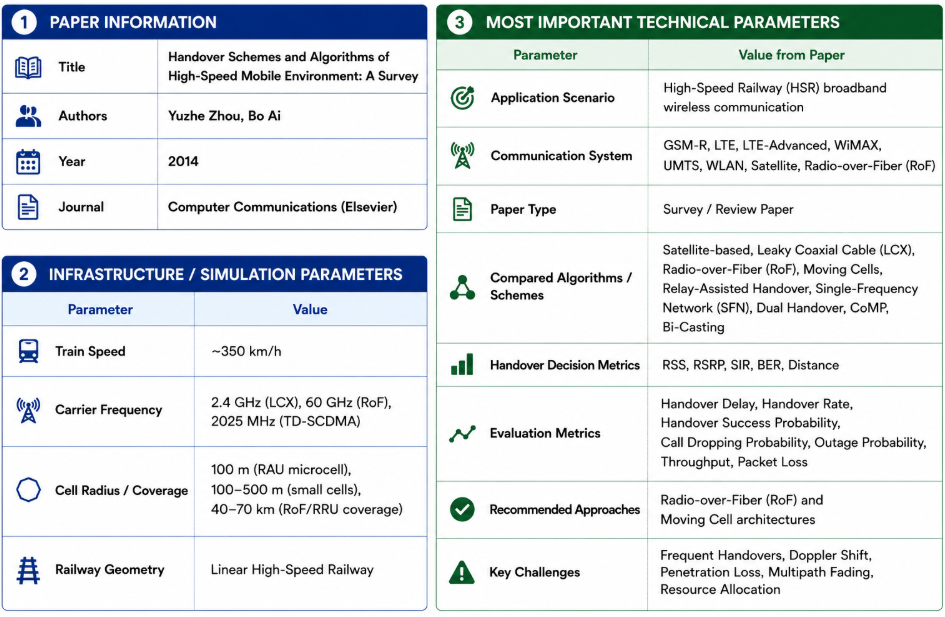 1 PAPER INFORMATION
Title
Handover Schemes and Algorithms of
High-Speed Mobile Environment: A Survey
Authors
Yuzhe Zhou, Bo Ai
Year
2014
Journal
Computer Communications (Elsevier)
2 INFRASTRUCTURE / SIMULATION PARAMETERS
Parameter Value
Train Speed
~350 km/h
Carrier Frequency
2.4 GHz (LCX), 60 GHz (RoF),
2025 MHz (TD-SCDMA)
Cell Radius / Coverage
100 m (RAU microcell),
100–500 m (small cells),
40–70 km (RoF/RRU coverage)
Railway Geometry
Linear High-Speed Railway
3 MOST IMPORTANT TECHNICAL PARAMETERS
Parameter Value from Paper
Application Scenario
High-Speed Railway (HSR) broadband
wireless communication
Communication System
GSM-R, LTE, LTE-Advanced, WiMAX,
UMTS, WLAN, Satellite, Radio-over-Fiber (RoF)
Paper Type
Survey / Review Paper
Compared Algorithms /
Schemes
Satellite-based, Leaky Coaxial Cable (LCX),
Radio-over-Fiber (RoF), Moving Cells,
Relay-Assisted Handover, Single-Frequency
Network (SFN), Dual Handover, CoMP,
Bi-Casting
Handover Decision Metrics
RSS, RSRP, SIR, BER, Distance
Evaluation Metrics
Handover Delay, Handover Rate,
Handover Success Probability,
Call Dropping Probability, Outage Probability,
Throughput, Packet Loss
Recommended Approaches
Radio-over-Fiber (RoF) and
Moving Cell architectures
Key Challenges
Frequent Handovers, Doppler Shift,
Penetration Loss, Multipath Fading,
Resource Allocation